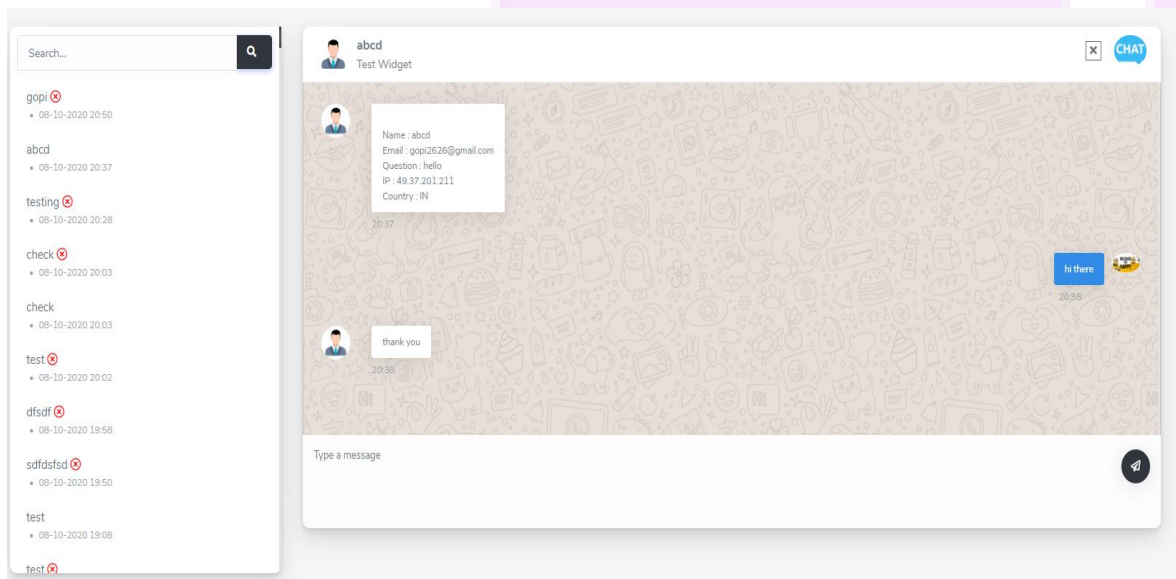 Search...
gopi
08-10-2020 20:50
abcd
08-10-2020 20:37
testing
08-10-2020 20:28
check
08-10-2020 20:03
check
08-10-2020 20:03
test
08-10-2020 20:02
dfsdf
08-10-2020 19:58
sdfdsfsd
08-10-2020 19:50
test
08-10-2020 19:08
test
abcd
Test Widget
CHAT
Name : abcd
Email : gopi2626@gmail.com
Question : hello
IP : 49.37.201.211
Country : IN
20:37
hi there
20:38
thank you
20:38
Hi
Hi
Hi
Type a message